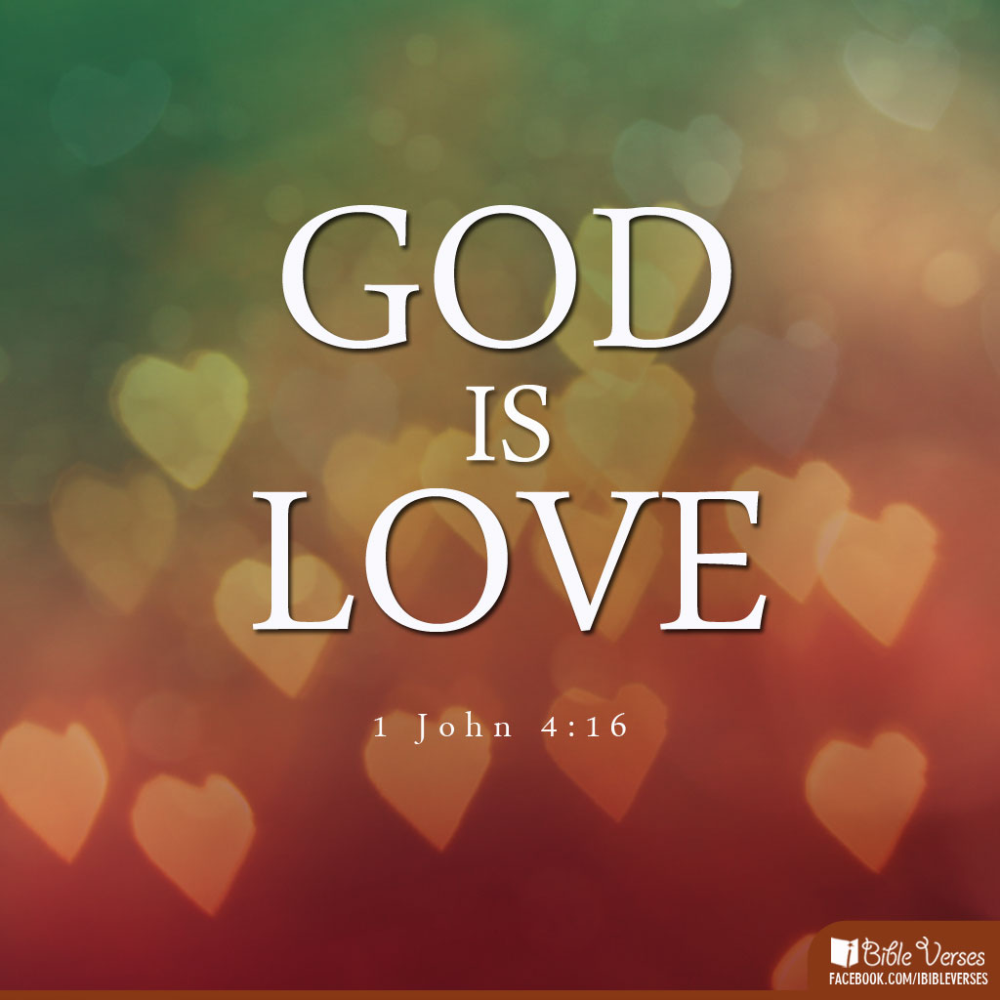 GOD
IS
LOVE
1 John 4:16
iBible Verses
FACEBOOK.COM/IBIBLEVERSES